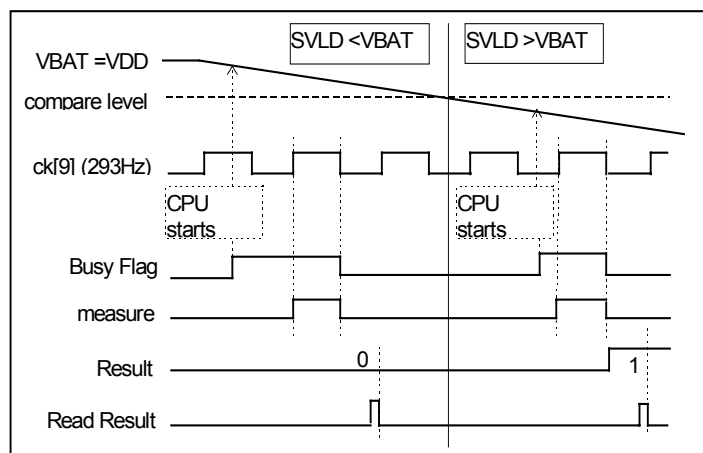 SVLD <VBAT
SVLD >VBAT
VBAT =VDD
compare level
ck[9] (293Hz)
CPU
starts
CPU
starts
Busy Flag
measure
Result
0
1
Read Result